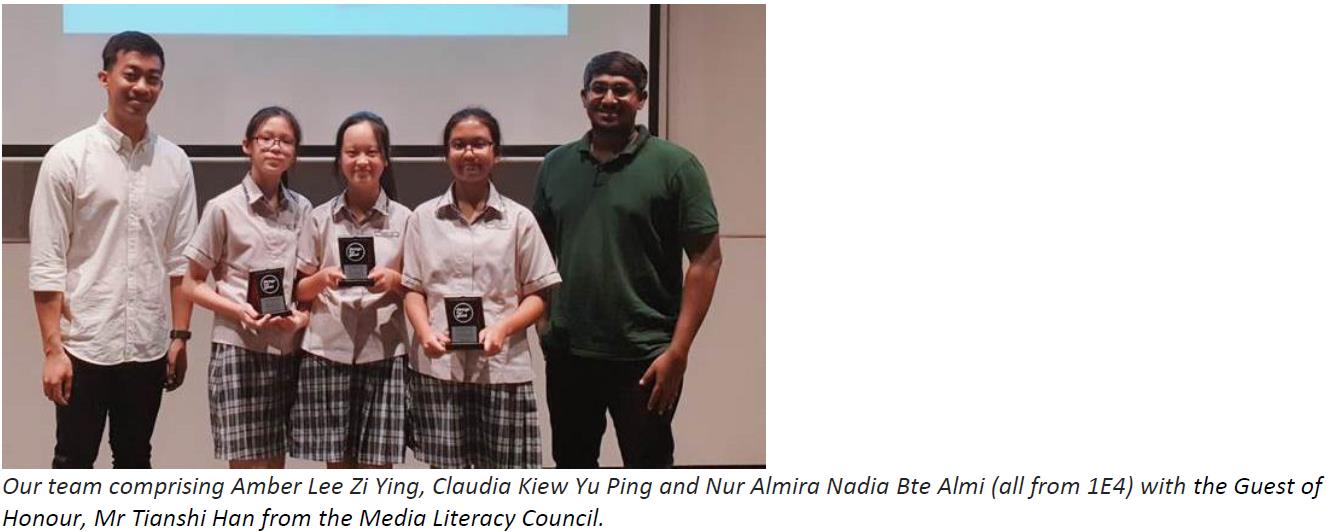 Our team comprising Amber Lee Zi Ying, Claudia Kiew Yu Ping and Nur Almira Nadia Bte Almi (all from 1E4) with the Guest of
Honour, Mr Tianshi Han from the Media Literacy Council.